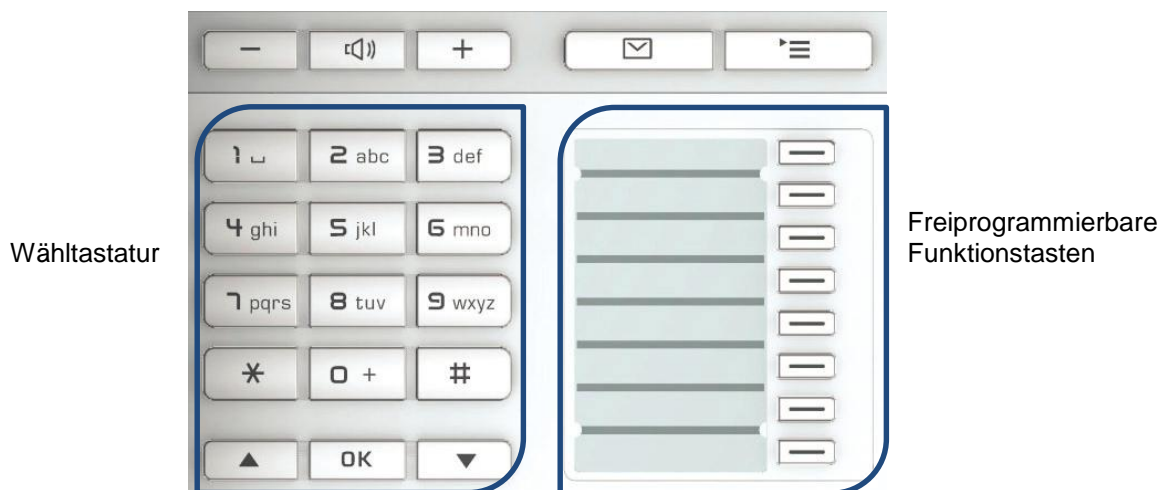 − +
1 ␣ 2 abc 3 def
4 ghi 5 jkl 6 mno
Wähltastatur
Freiprogrammierbare
Funktionstasten
7 pqrs 8 tuv 9 wxyz
* 0 + #
▲ OK ▼